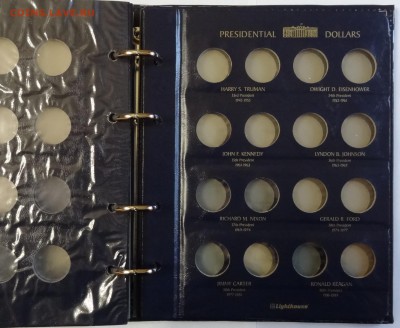 PRESIDENTIAL DOLLARS
HARRY S. TRUMAN
33rd President
1945-1953
DWIGHT D. EISENHOWER
34th President
1953-1961
JOHN F. KENNEDY
35th President
1961-1963
LYNDON B. JOHNSON
36th President
1963-1969
RICHARD M. NIXON
37th President
1969-1974
GERALD R. FORD
38th President
1974-1977
JIMMY CARTER
39th President
1977-1981
RONALD REAGAN
40th President
1981-1989
Lighthouse